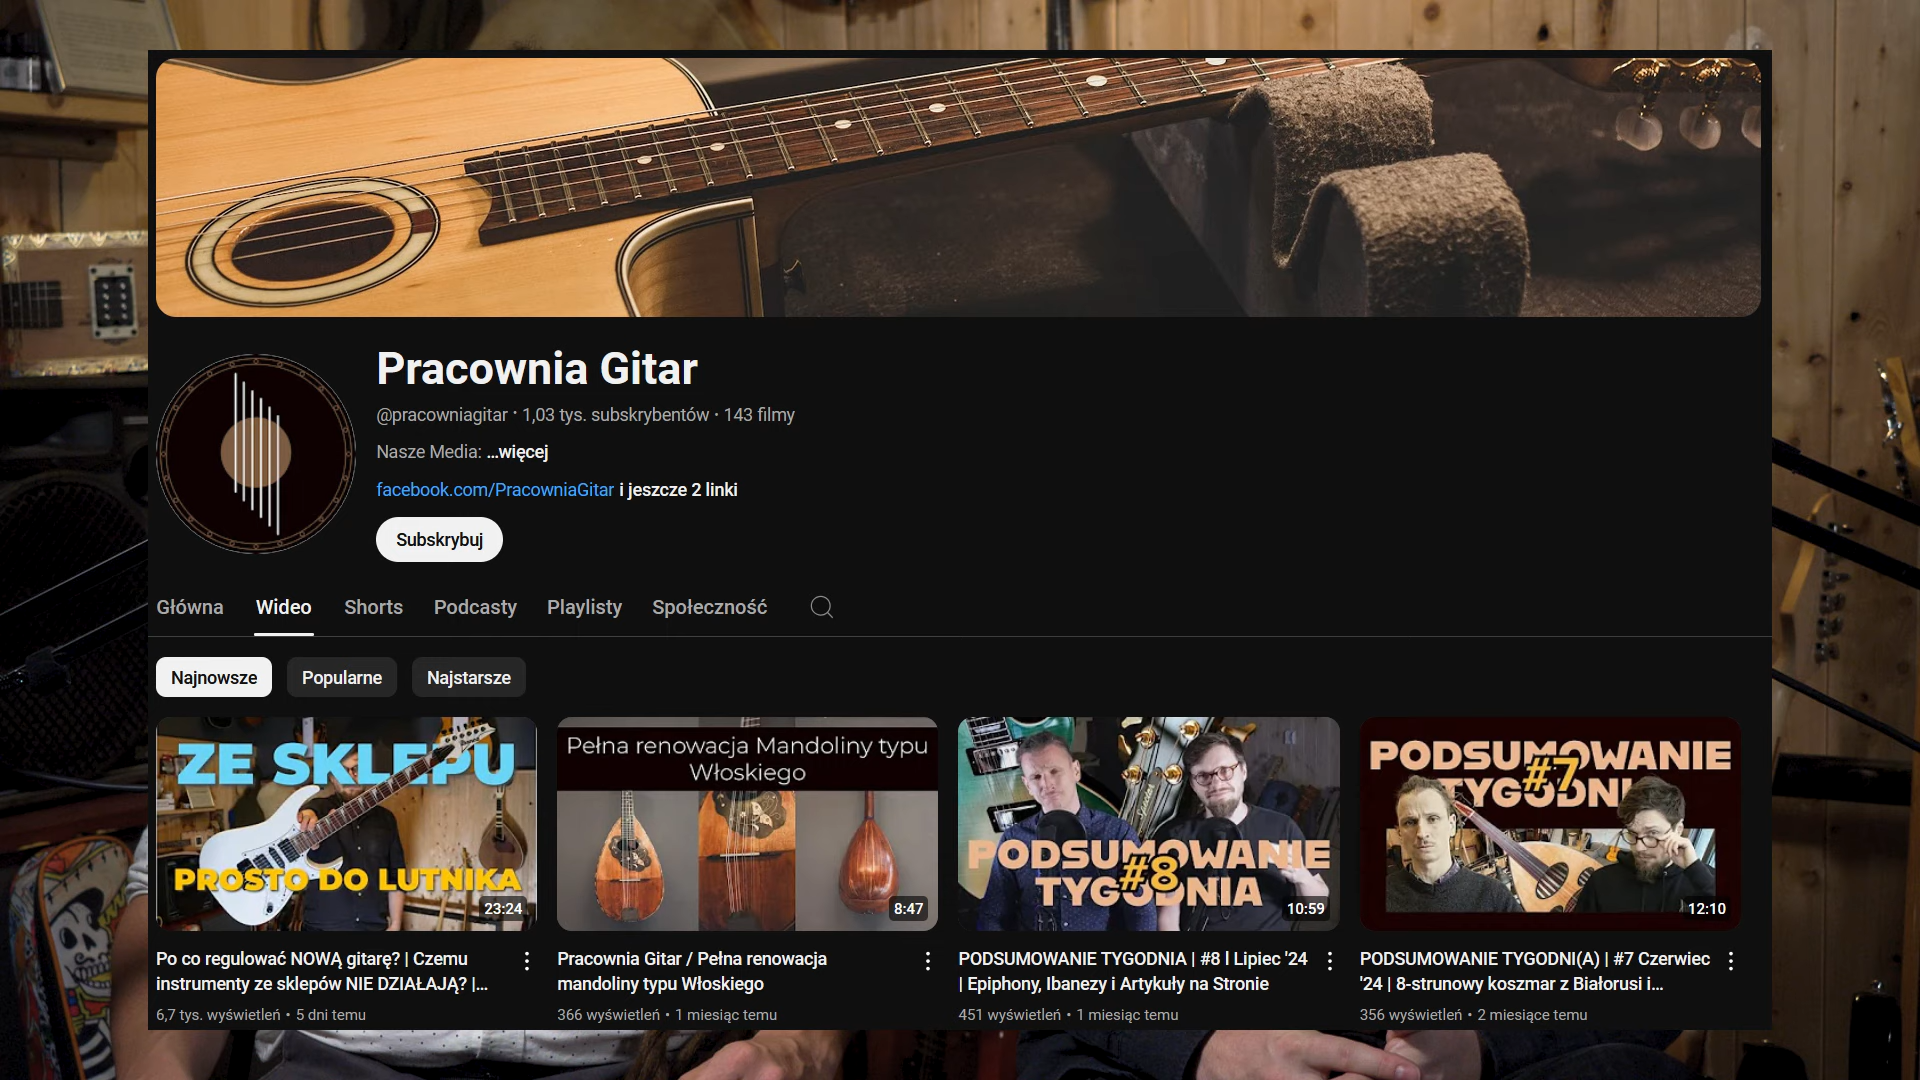 Pracownia Gitar
@pracowniagitar · 1,03 tys. subskrybentów · 143 filmy
Nasze Media: ...więcej
facebook.com/PracowniaGitar i jeszcze 2 linki
Subskrybuj
Główna Wideo Shorts Podcasty Playlisty Społeczność
Najnowsze Popularne Najstarsze
ZE SKLEPU
PROSTO DO LUTNIKA
23:24
Pełna renowacja Mandoliny typu
Włoskiego
8:47
PODSUMOWANIE
#8
TYGODNIA
10:59
PODSUMOWANIE
#7
TYGODNI
12:10
Po co regulować NOWĄ gitarę? | Czemu
instrumenty ze sklepów NIE DZIAŁAJĄ? |...
6,7 tys. wyświetleń • 5 dni temu
Pracownia Gitar / Pełna renowacja
mandoliny typu Włoskiego
366 wyświetleń • 1 miesiąc temu
PODSUMOWANIE TYGODNIA | #8 l Lipiec '24
| Epiphony, Ibanezy i Artykuły na Stronie
451 wyświetleń • 1 miesiąc temu
PODSUMOWANIE TYGODNI(A) | #7 Czerwiec
'24 | 8-strunowy koszmar z Białorusi i...
356 wyświetleń • 2 miesiące temu